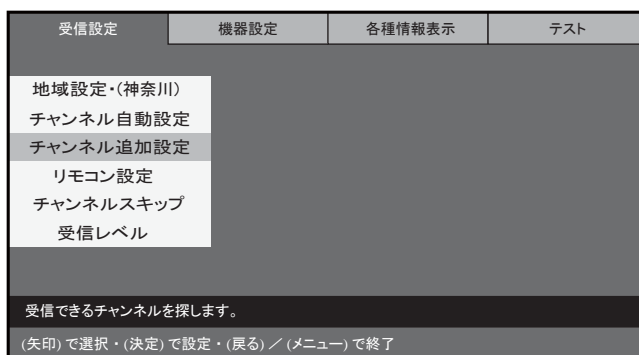 受信設定 機器設定 各種情報表示 テスト
地域設定・(神奈川)
チャンネル自動設定
チャンネル追加設定
リモコン設定
チャンネルスキップ
受信レベル
受信できるチャンネルを探します。
(矢印) で選択・(決定) で設定・(戻る) ／ (メニュー) で終了